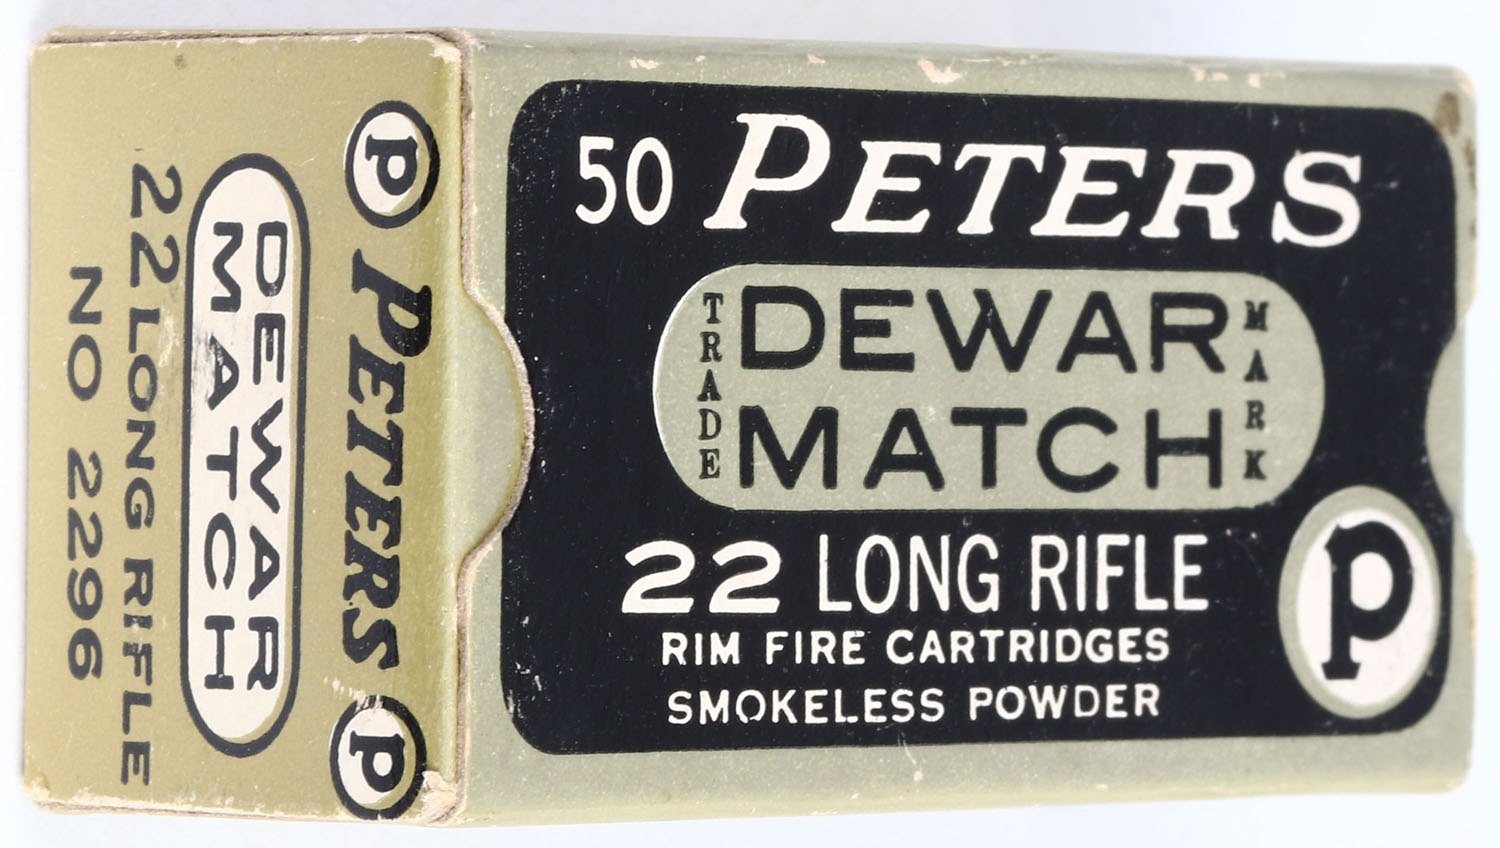 50 PETERS
TRADE DEWAR MARK
MATCH
22 LONG RIFLE
RIM FIRE CARTRIDGES
SMOKELESS POWDER
P
P PETERS P
DEWAR
MATCH
22 LONG RIFLE
NO 2296